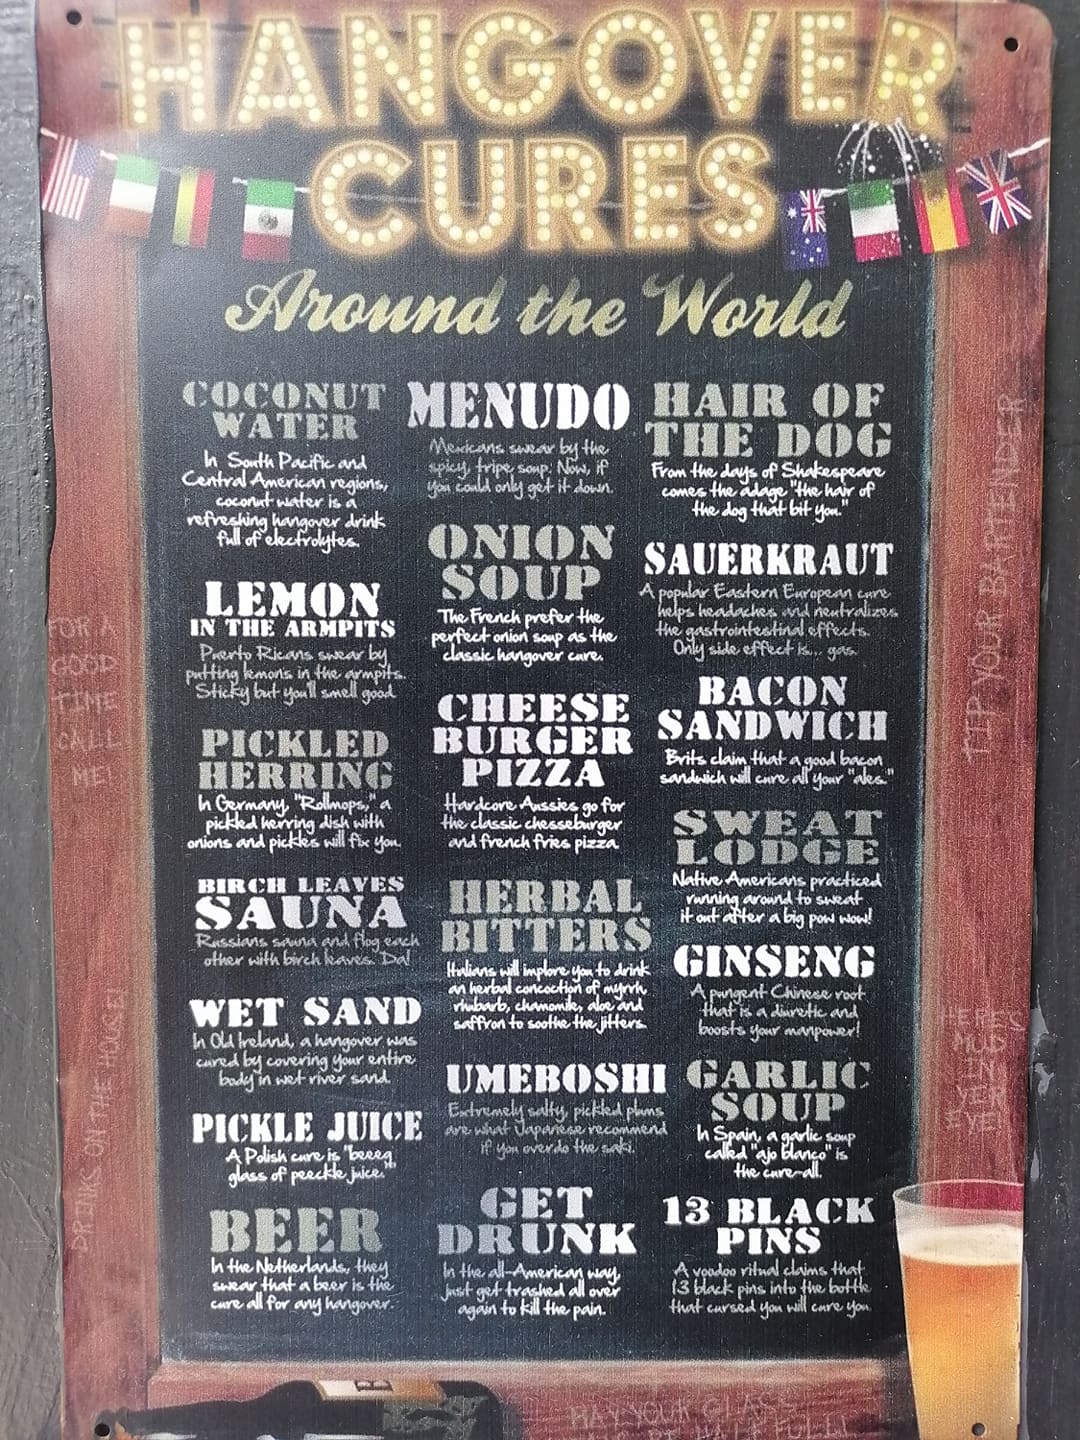 HANGOVER
CURES
Around the World
COCONUT
WATER
In South Pacific and
Central American regions,
coconut water is a
refreshing hangover drink
full of electrolytes.
LEMON
IN THE ARMPITS
Puerto Ricans swear by
putting lemons in the armpits.
Sticky but you'll smell good.
PICKLED
HERRING
In Germany, "Rollmops," a
pickled herring dish with
onions and pickles will fix you.
BIRCH LEAVES
SAUNA
Russians sauna and flog each
other with birch leaves. Da!
WET SAND
In Old Ireland, a hangover was
cured by covering your entire
body in wet river sand.
PICKLE JUICE
A Polish cure is "beeeg
glass of peeckle juice."
BEER
In the Netherlands, they
swear that a beer is the
cure all for any hangover.
MENUDO
Mexicans swear by the
spicy, tripe soup. Now, if
you could only get it down.
ONION
SOUP
The French prefer the
perfect onion soup as the
classic hangover cure.
CHEESE
BURGER
PIZZA
Hardcore Aussies go for
the classic chesseburger
and french fries pizza.
HERBAL
BITTERS
Italians will implore you to drink
an herbal concoction of myrrh,
rhubarb, chamomile, aloe and
saffron to soothe the jitters.
UMEBOSHI
Extremely salty, pickled plums
are what Japanese recommend
if you overdo the saki.
GET
DRUNK
In the all-American way,
just get trashed all over
again to kill the pain.
HAIR OF
THE DOG
From the days of Shakespeare
comes the adage "the hair of
the dog that bit you."
SAUERKRAUT
A popular Eastern European cure
helps headaches and neutralizes
the gastrointestinal effects.
Only side effect is... gas.
BACON
SANDWICH
Brits claim that a good bacon
sandwich will cure all your "ales."
SWEAT
LODGE
Native Americans practiced
running around to sweat
it out after a big pow wow!
GINSENG
A pungent Chinese root
that is a diuretic and
boosts your manpower!
GARLIC
SOUP
In Spain, a garlic soup
called "ajo blanco" is
the cure-all.
13 BLACK
PINS
A voodoo ritual claims that
13 black pins into the bottle
that cursed you will cure you.
FOR A
GOOD
TIME
CALL
ME!
DRINKS ON THE HOUSE!
TIP YOUR BARTENDER
HERE'S
MUD
IN
YER
EYE
MAY YOUR GLASS
HALF FULL!